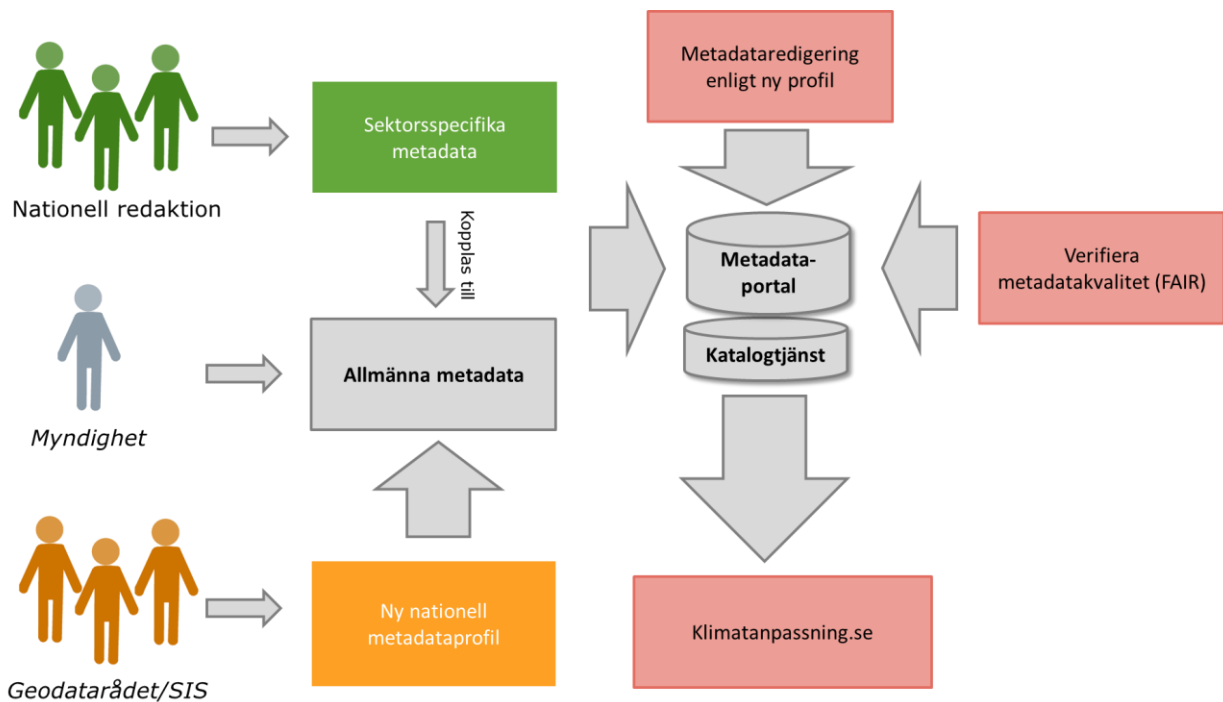 Nationell redaktion
Sektorsspecifika
metadata
Kopplas till
Myndighet
Allmänna metadata
Geodatarådet/SIS
Ny nationell
metadataprofil
Metadataredigering
enligt ny profil
Metadata-
portal
Katalogtjänst
Verifiera
metadatakvalitet (FAIR)
Klimatanpassning.se